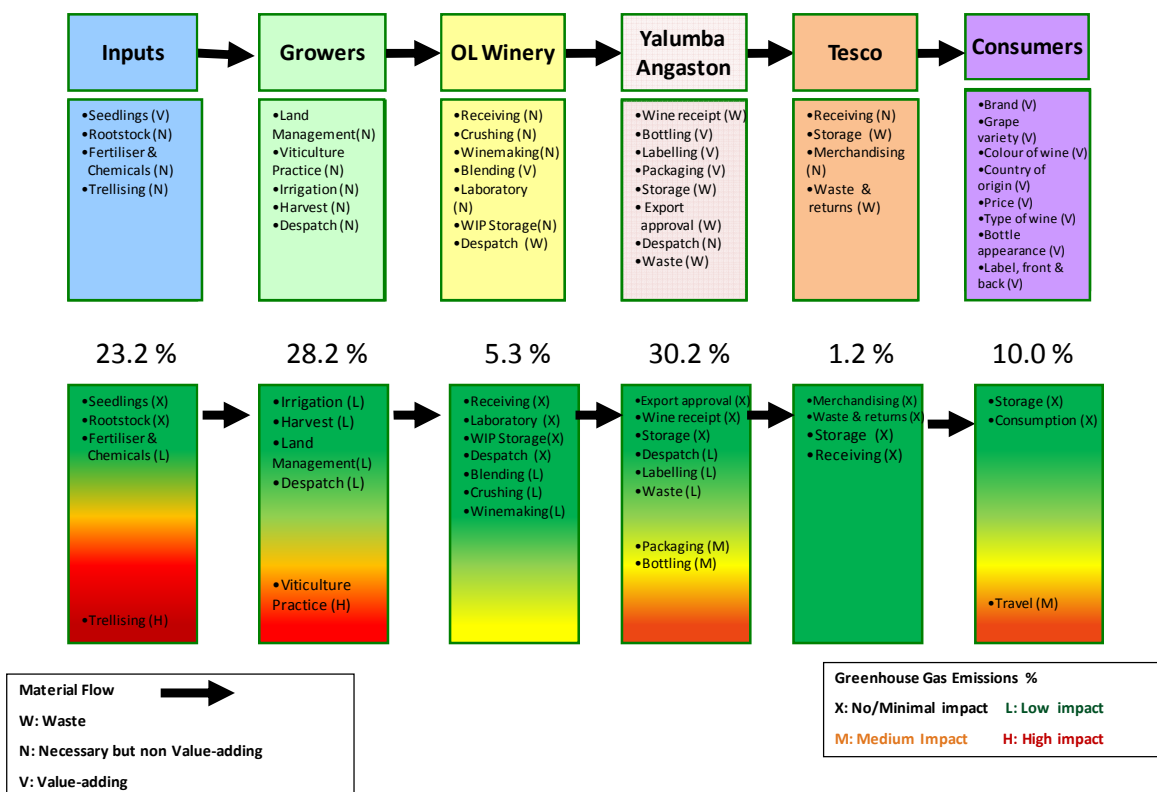 Inputs
Growers
OL Winery
Yalumba
Angaston
Tesco
Consumers
•Seedlings (V)
•Rootstock (N)
•Fertiliser &
Chemicals (N)
•Trellising (N)
•Land
Management(N)
•Viticulture
Practice (N)
•Irrigation (N)
•Harvest (N)
•Despatch (N)
•Receiving (N)
•Crushing (N)
•Winemaking(N)
•Blending (V)
•Laboratory
(N)
•WIP Storage(N)
•Despatch (W)
•Wine receipt (W)
•Bottling (V)
•Labelling (V)
•Packaging (V)
•Storage (W)
•Export
approval (W)
•Despatch (N)
•Waste (W)
•Receiving (N)
•Storage (W)
•Merchandising
(N)
•Waste &
returns (W)
•Brand (V)
•Grape
variety (V)
•Colour of wine (V)
•Country of
origin (V)
•Price (V)
•Type of wine (V)
•Bottle
appearance (V)
•Label, front &
back (V)
23.2 %
28.2 %
5.3 %
30.2 %
1.2 %
10.0 %
•Seedlings (X)
•Rootstock (X)
•Fertiliser &
Chemicals (L)
•Trellising (H)
•Irrigation (L)
•Harvest (L)
•Land
Management(L)
•Despatch (L)
•Viticulture
Practice (H)
•Receiving (X)
•Laboratory (X)
•WIP Storage(X)
•Despatch (X)
•Blending (L)
•Crushing (L)
•Winemaking(L)
•Export approval (X)
•Wine receipt (X)
•Storage (X)
•Despatch (L)
•Labelling (L)
•Waste (L)
•Packaging (M)
•Bottling (M)
•Merchandising (X)
•Waste & returns (X)
•Storage (X)
•Receiving (X)
•Storage (X)
•Consumption (X)
•Travel (M)
Material Flow
W: Waste
N: Necessary but non Value-adding
V: Value-adding
Greenhouse Gas Emissions %
X: No/Minimal impact L: Low impact
M: Medium Impact H: High impact